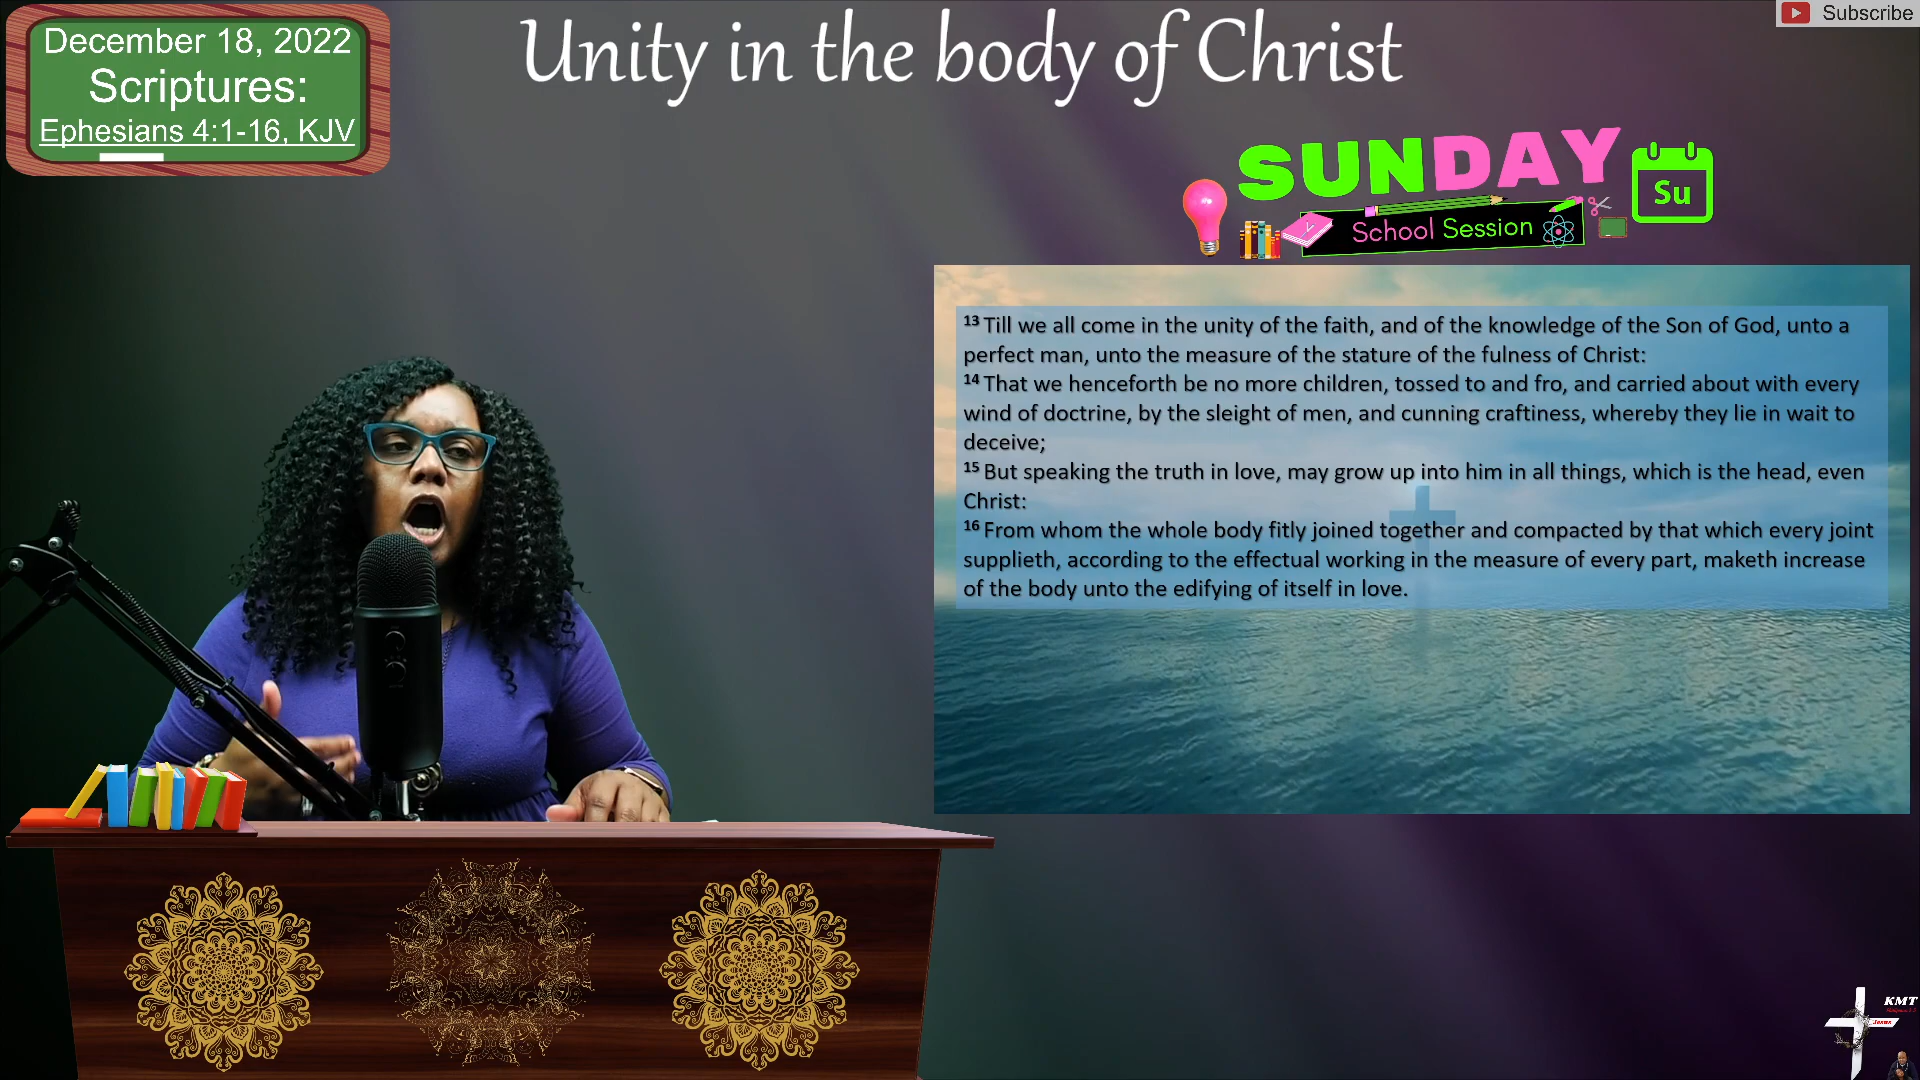 December 18, 2022
Scriptures:
Ephesians 4:1-16, KJV
Unity in the body of Christ
Subscribe
SUNDAY
Su
School Session
13 Till we all come in the unity of the faith, and of the knowledge of the Son of God, unto a
perfect man, unto the measure of the stature of the fulness of Christ:
14 That we henceforth be no more children, tossed to and fro, and carried about with every
wind of doctrine, by the sleight of men, and cunning craftiness, whereby they lie in wait to
deceive;
15 But speaking the truth in love, may grow up into him in all things, which is the head, even
Christ:
16 From whom the whole body fitly joined together and compacted by that which every joint
supplieth, according to the effectual working in the measure of every part, maketh increase
of the body unto the edifying of itself in love.
KMT
Jesus